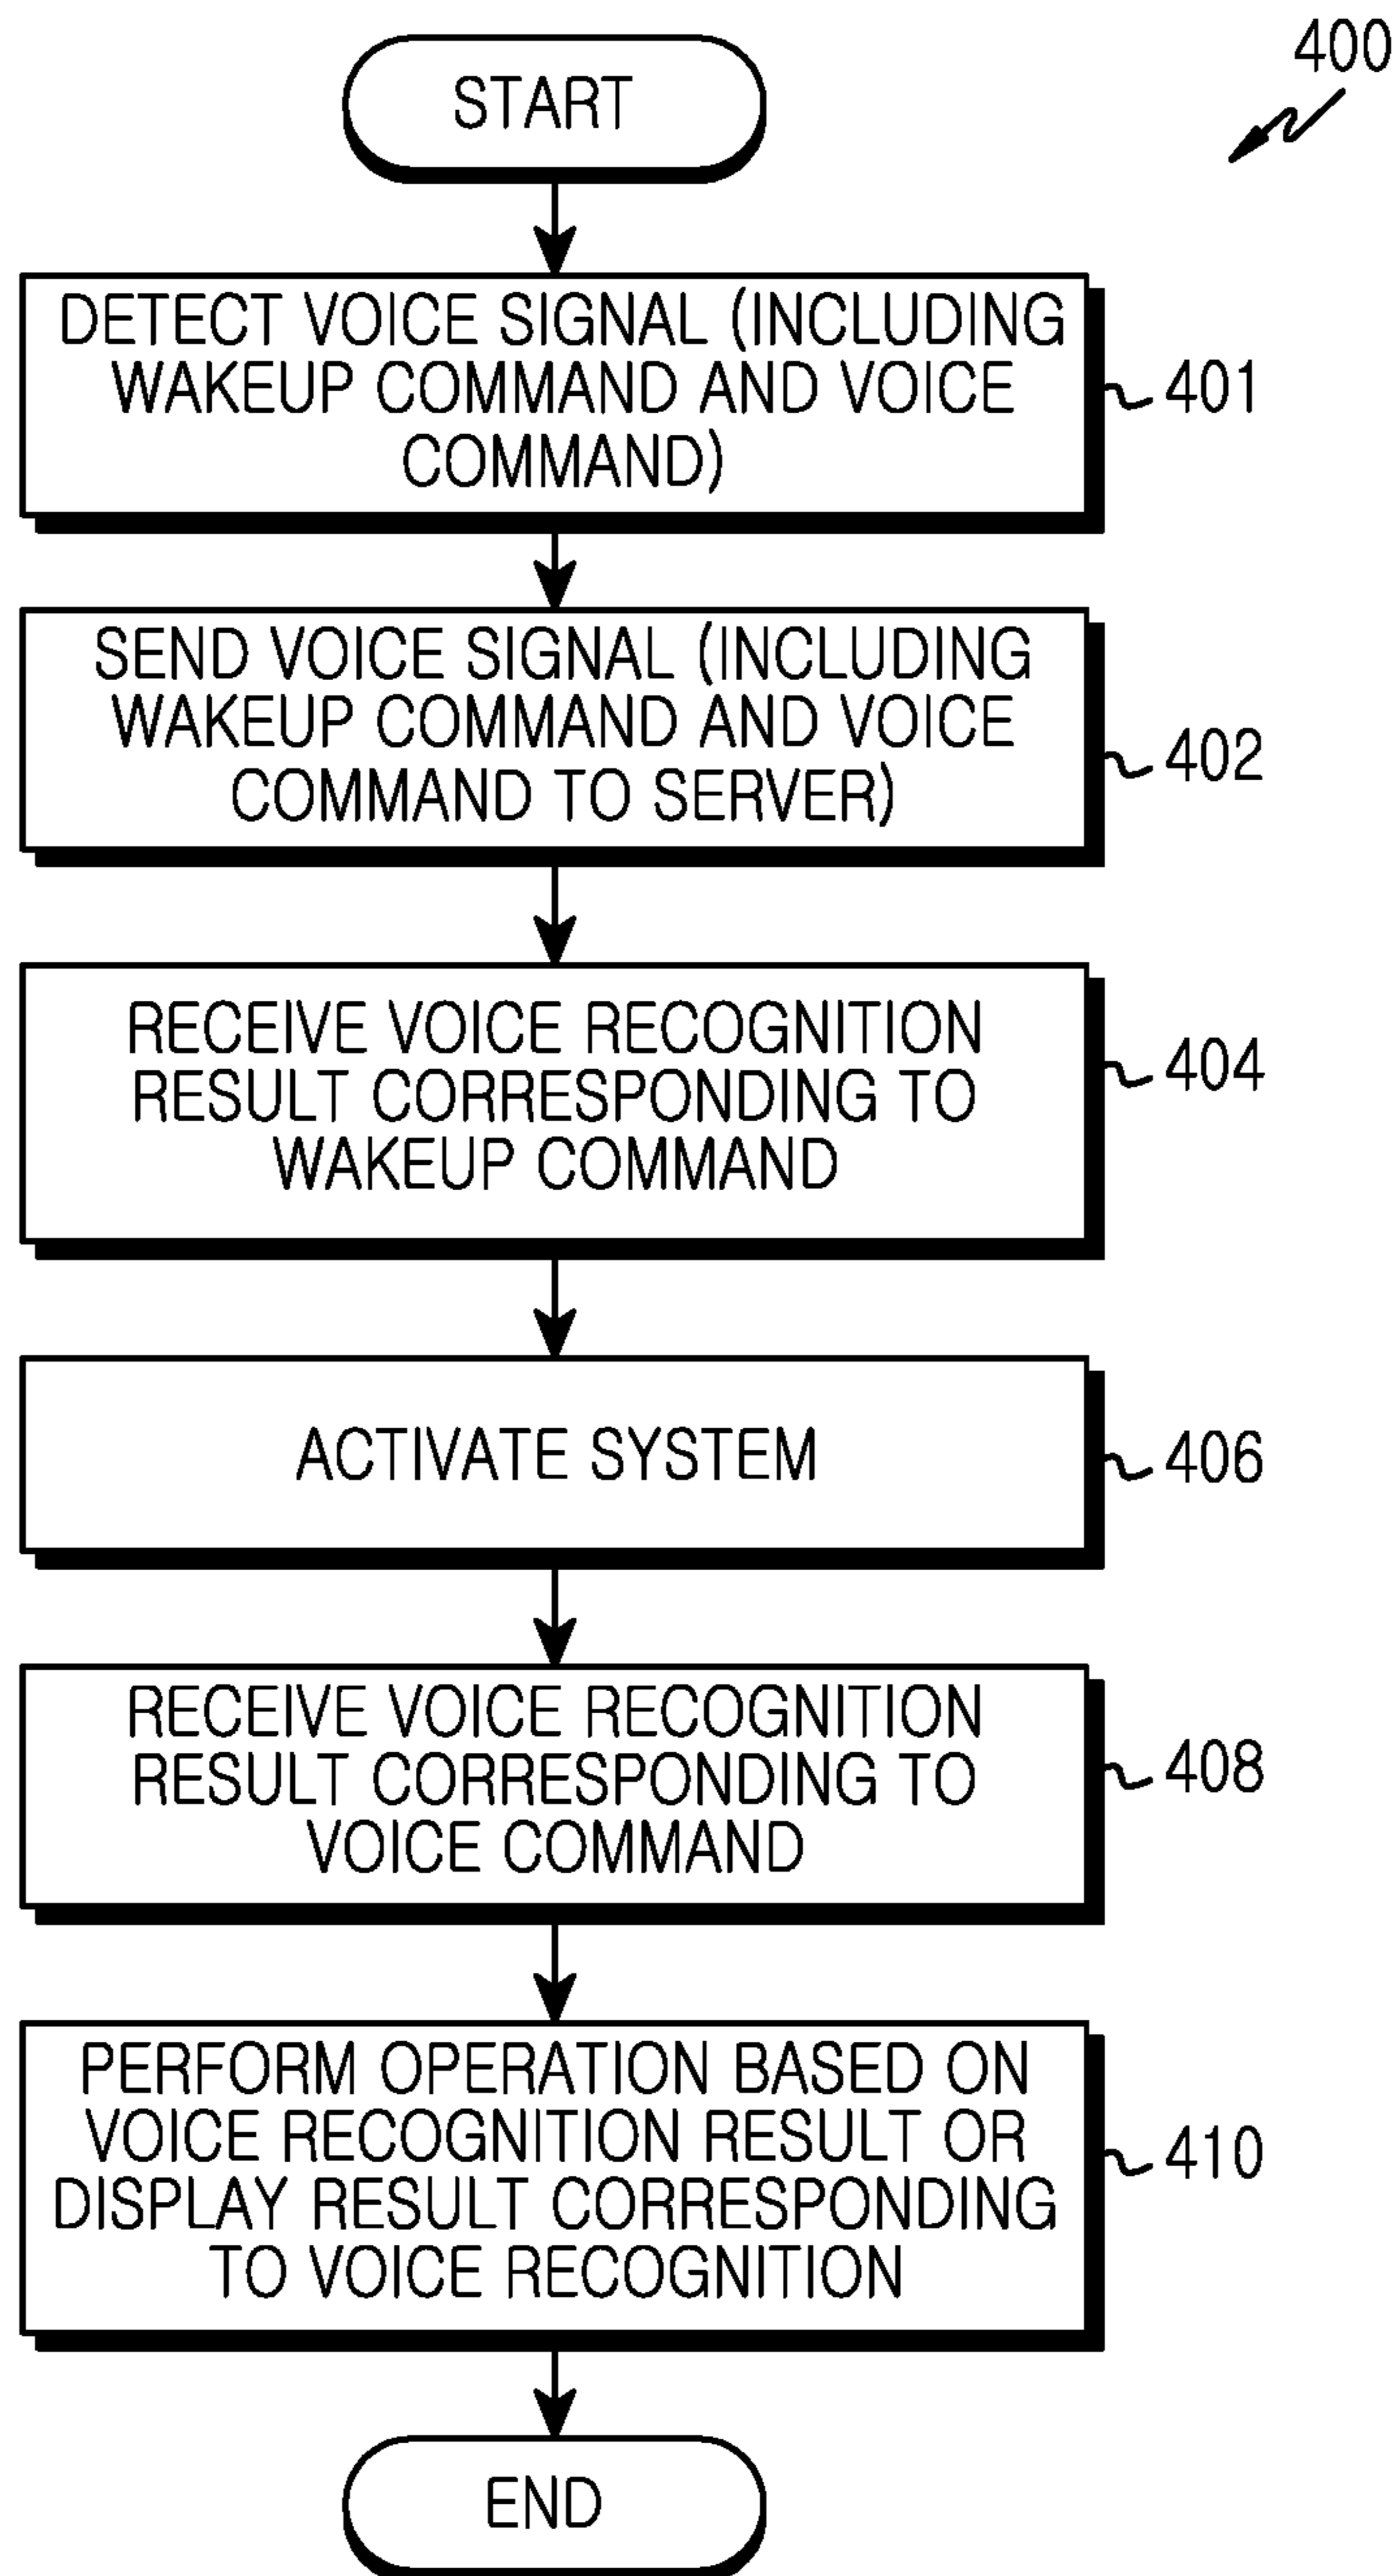 400
START
DETECT VOICE SIGNAL (INCLUDING
WAKEUP COMMAND AND VOICE
COMMAND)
401
SEND VOICE SIGNAL (INCLUDING
WAKEUP COMMAND AND VOICE
COMMAND TO SERVER)
402
RECEIVE VOICE RECOGNITION
RESULT CORRESPONDING TO
WAKEUP COMMAND
404
ACTIVATE SYSTEM
406
RECEIVE VOICE RECOGNITION
RESULT CORRESPONDING TO
VOICE COMMAND
408
PERFORM OPERATION BASED ON
VOICE RECOGNITION RESULT OR
DISPLAY RESULT CORRESPONDING
TO VOICE RECOGNITION
410
END